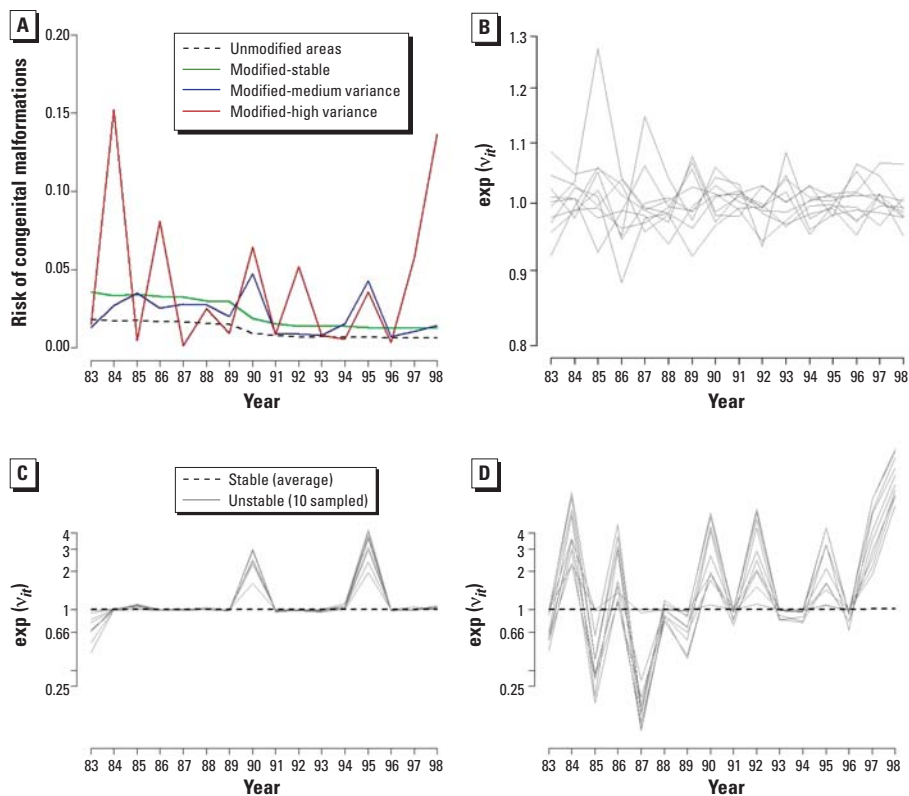 A
0.20
0.15
0.10
0.05
0.00
Risk of congenital malformations
Unmodified areas
Modified-stable
Modified-medium variance
Modified-high variance
83 84 85 86 87 88 89 90 91 92 93 94 95 96 97 98
Year
B
1.3
1.2
1.1
1.0
0.9
0.8
exp (νit)
83 84 85 86 87 88 89 90 91 92 93 94 95 96 97 98
Year
C
Stable (average)
Unstable (10 sampled)
4
3
2
1
0.66
0.25
exp (νit)
83 84 85 86 87 88 89 90 91 92 93 94 95 96 97 98
Year
D
4
3
2
1
0.66
0.25
exp (νit)
83 84 85 86 87 88 89 90 91 92 93 94 95 96 97 98
Year